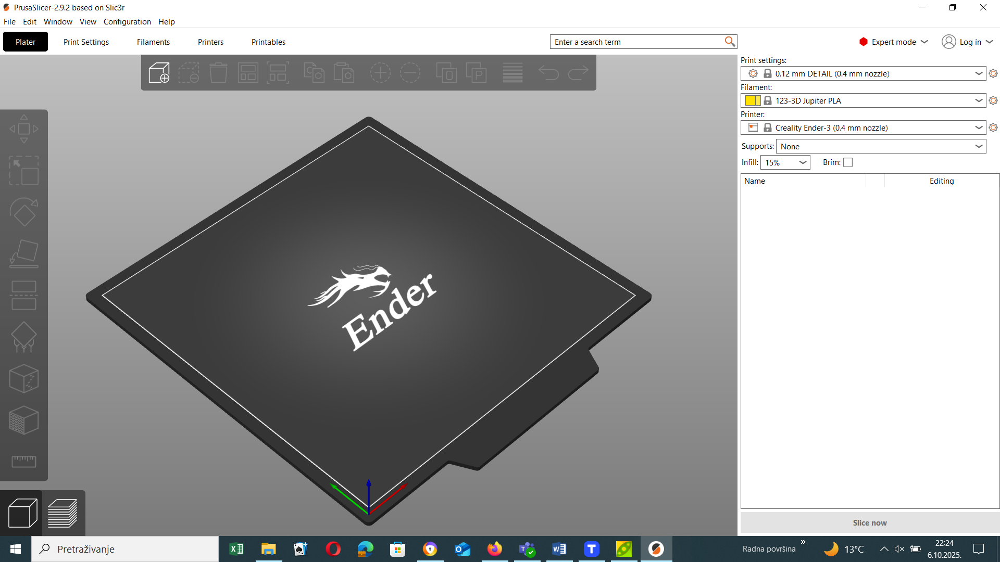 PrusaSlicer-2.9.2 based on Slic3r
File Edit Window View Configuration Help
Plater Print Settings Filaments Printers Printables Enter a search term Expert mode Log in
Print settings:
0.12 mm DETAIL (0.4 mm nozzle)
Filament:
123-3D Jupiter PLA
Printer:
Creality Ender-3 (0.4 mm nozzle)
Supports: None
Infill: 15% Brim:
Name Editing
Ender
Slice now
Pretraživanje
Radna površina » 13°C
22:24
6.10.2025.